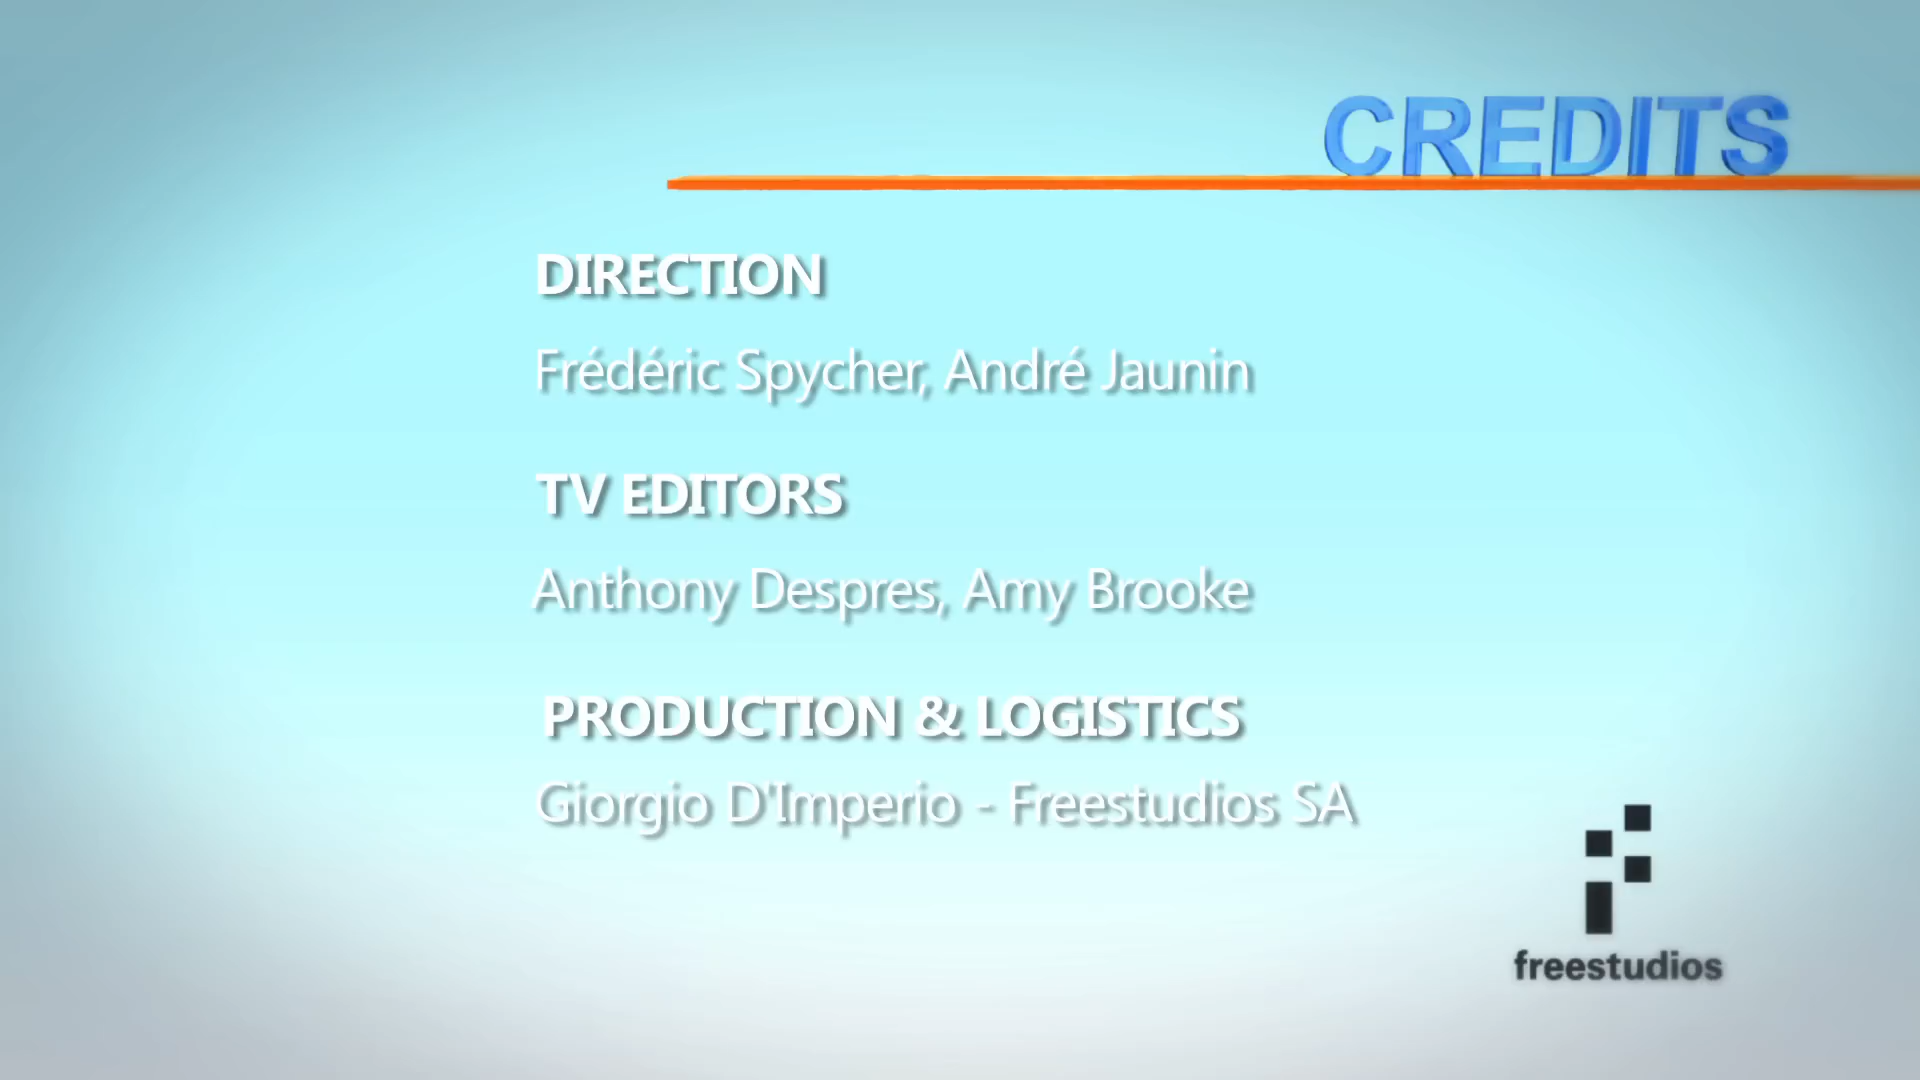 CREDITS
DIRECTION
Frédéric Spycher, André Jaunin
TV EDITORS
Anthony Despres, Amy Brooke
PRODUCTION & LOGISTICS
Giorgio D'Imperio - Freestudios SA
freestudios